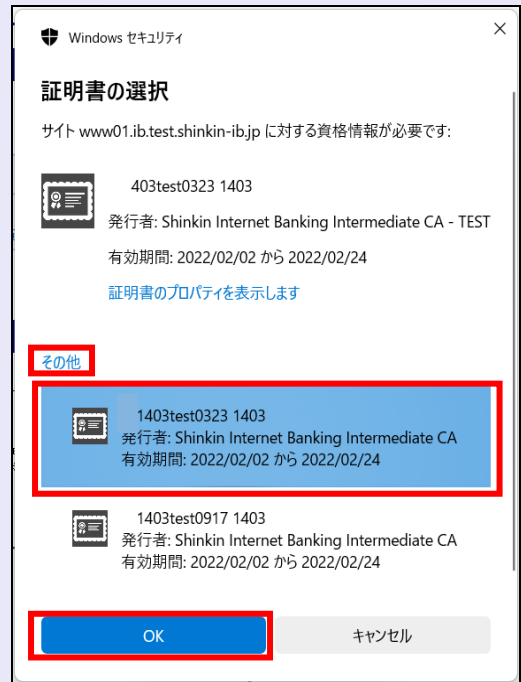 Windows セキュリティ
証明書の選択
サイト www01.ib.test.shinkin-ib.jp に対する資格情報が必要です:
403test0323 1403
発行者: Shinkin Internet Banking Intermediate CA - TEST
有効期間: 2022/02/02 から 2022/02/24
証明書のプロパティを表示します
その他
1403test0323 1403
発行者: Shinkin Internet Banking Intermediate CA
有効期間: 2022/02/02 から 2022/02/24
1403test0917 1403
発行者: Shinkin Internet Banking Intermediate CA
有効期間: 2022/02/02 から 2022/02/24
OK キャンセル